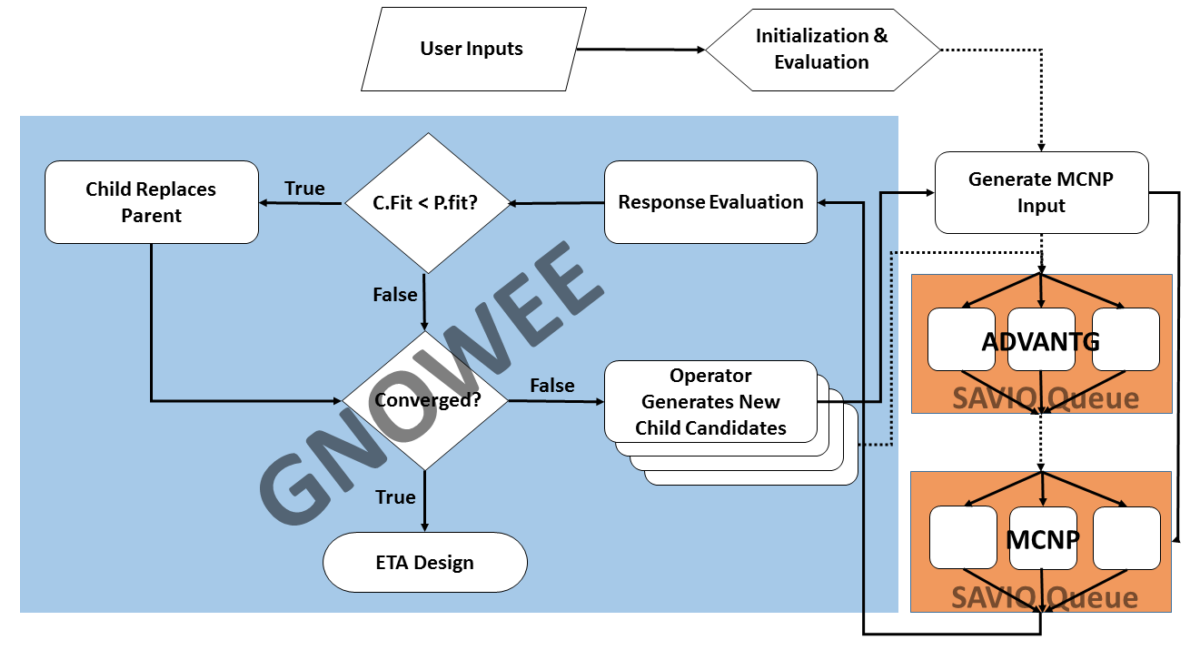 User Inputs
Initialization &
Evaluation
Child Replaces
Parent
True
C.Fit < P.fit?
Response Evaluation
Generate MCNP
Input
False
GNOWEE
ADVANTG
SAVIO Queue
Converged?
False
Operator
Generates New
Child Candidates
True
ETA Design
MCNP
SAVIO Queue